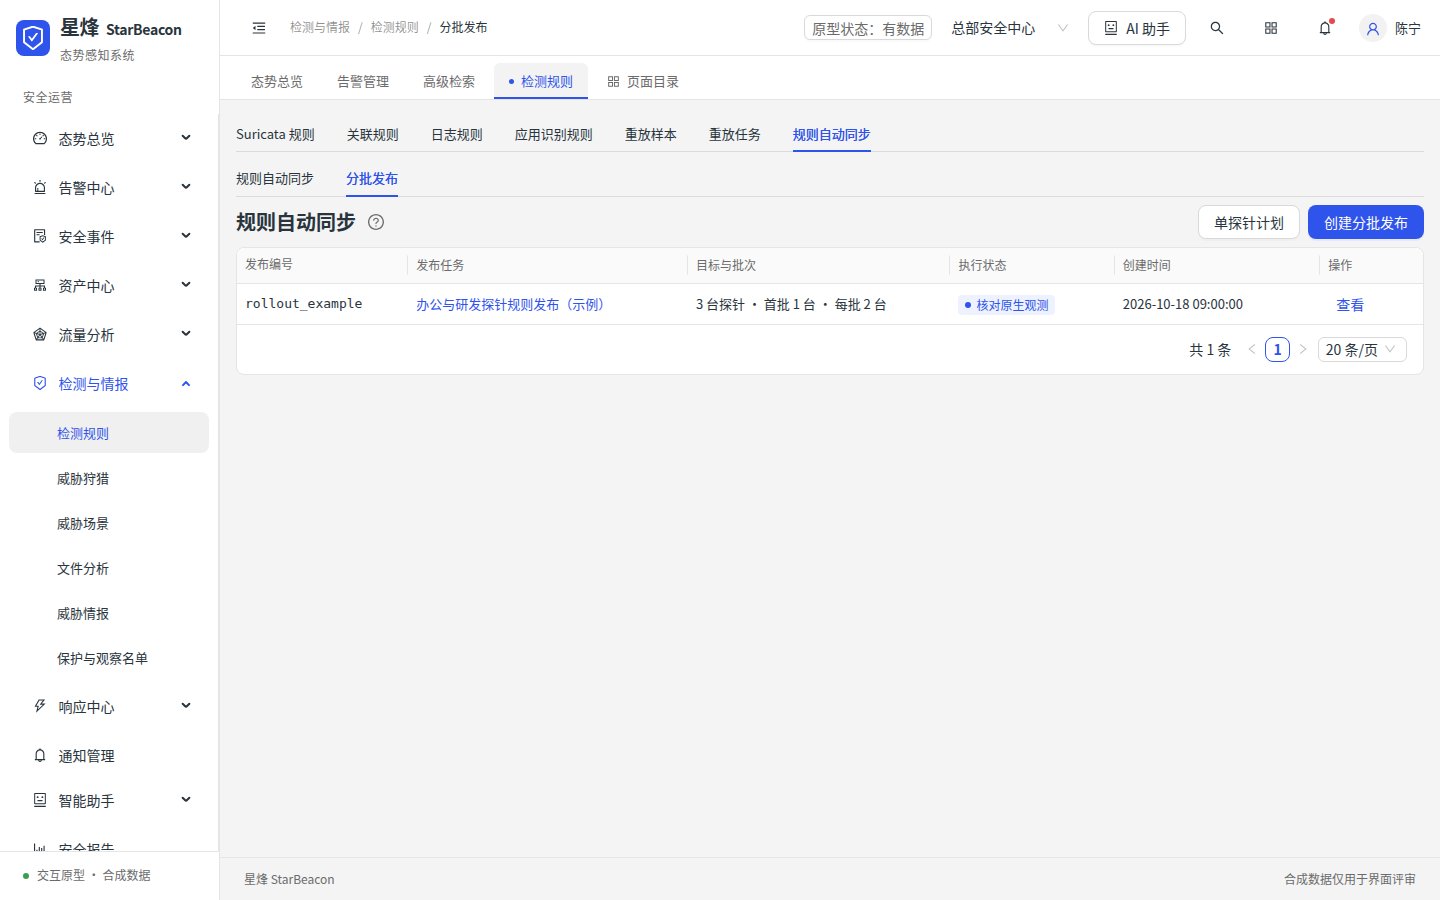 星烽 StarBeacon
态势感知系统
安全运营
态势总览
告警中心
安全事件
资产中心
流量分析
检测与情报
检测规则
威胁狩猎
威胁场景
文件分析
威胁情报
保护与观察名单
响应中心
通知管理
智能助手
安全报告
交互原型 · 合成数据
检测与情报 / 检测规则 / 分批发布
原型状态：有数据
总部安全中心
AI 助手
陈宁
态势总览 告警管理 高级检索 检测规则 页面目录
Suricata 规则 关联规则 日志规则 应用识别规则 重放样本 重放任务 规则自动同步
规则自动同步 分批发布
规则自动同步
单探针计划 创建分批发布
发布编号 发布任务 目标与批次 执行状态 创建时间 操作
rollout_example 办公与研发探针规则发布（示例） 3 台探针 · 首批 1 台 · 每批 2 台 核对原生观测 2026-10-18 09:00:00 查看
共 1 条 1 20 条/页
星烽 StarBeacon
合成数据仅用于界面评审